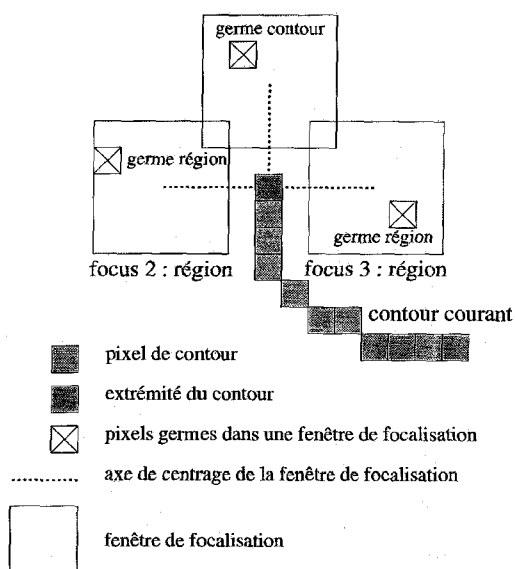 germe contour
germe région
germe région
focus 2 : région
focus 3 : région
contour courant
pixel de contour
extrémité du contour
pixels germes dans une fenêtre de focalisation
axe de centrage de la fenêtre de focalisation
fenêtre de focalisation